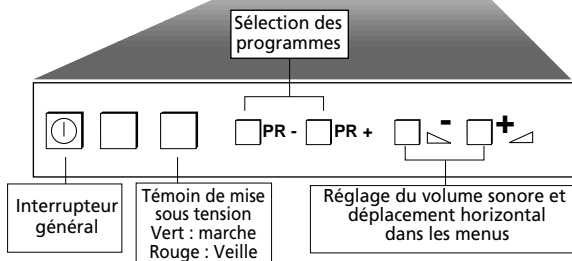 Sélection des
programmes
PR -
PR +
-
+
Interrupteur
général
Témoin de mise
sous tension
Vert : marche
Rouge : Veille
Réglage du volume sonore et
déplacement horizontal
dans les menus